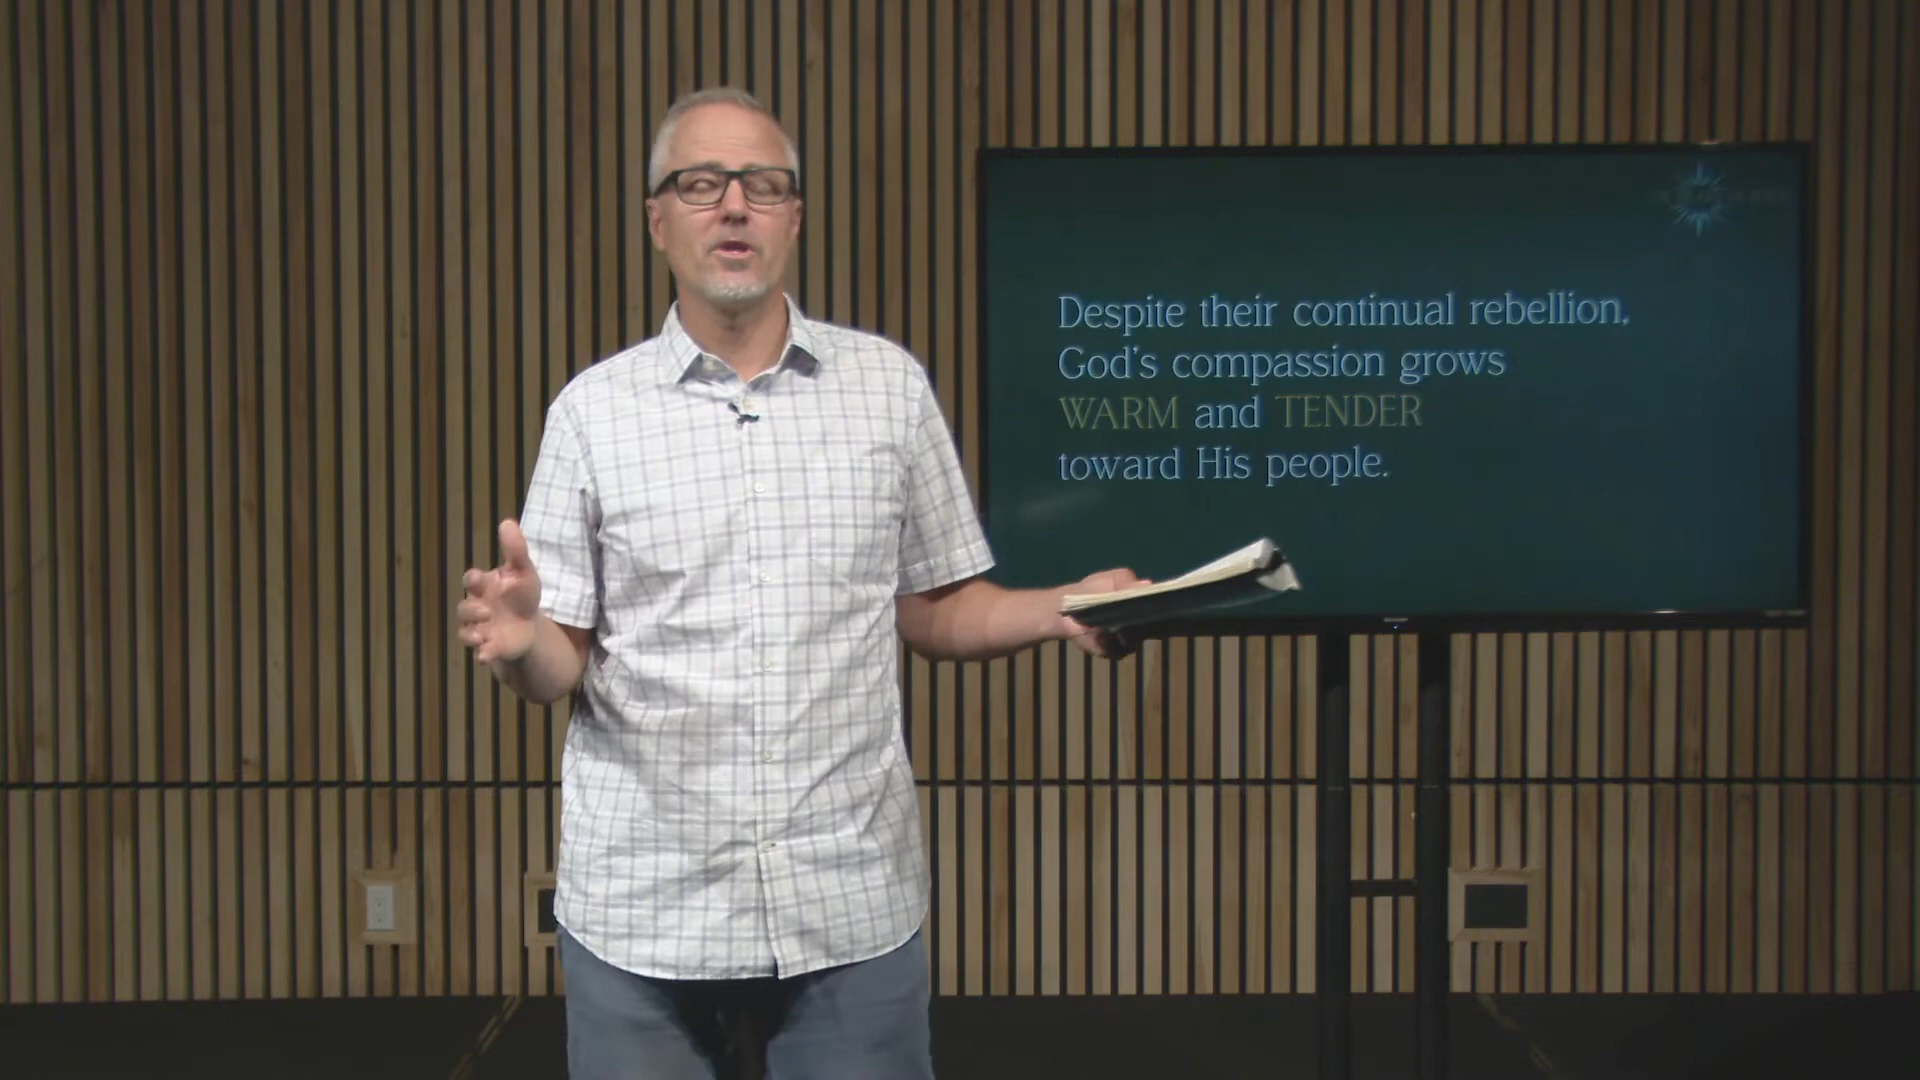 Despite their continual rebellion,
God's compassion grows
WARM and TENDER
toward His people.